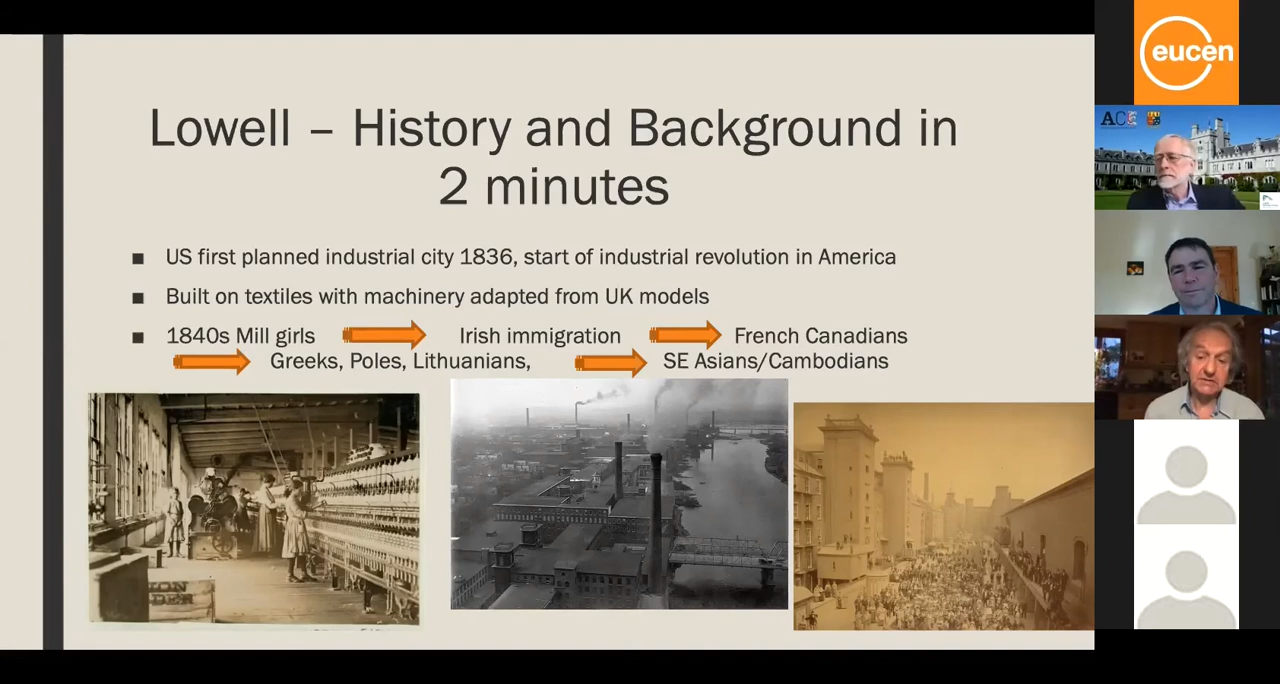 Lowell – History and Background in
2 minutes
■ US first planned industrial city 1836, start of industrial revolution in America
■ Built on textiles with machinery adapted from UK models
■ 1840s Mill girls Irish immigration French Canadians
Greeks, Poles, Lithuanians, SE Asians/Cambodians
eucen
ACE